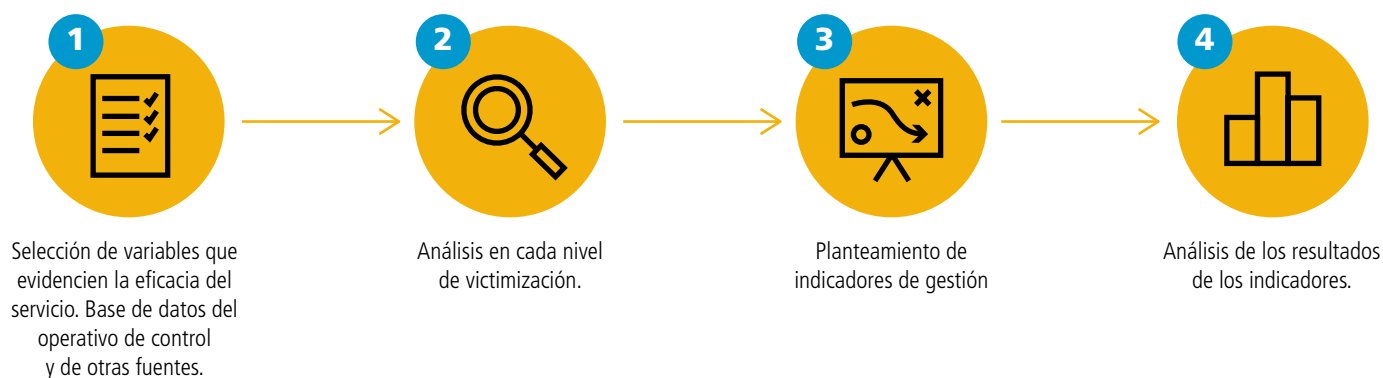 1
Selección de variables que
evidencien la eficacia del
servicio. Base de datos del
operativo de control
y de otras fuentes.
2
Análisis en cada nivel
de victimización.
3
Planteamiento de
indicadores de gestión
4
Análisis de los resultados
de los indicadores.